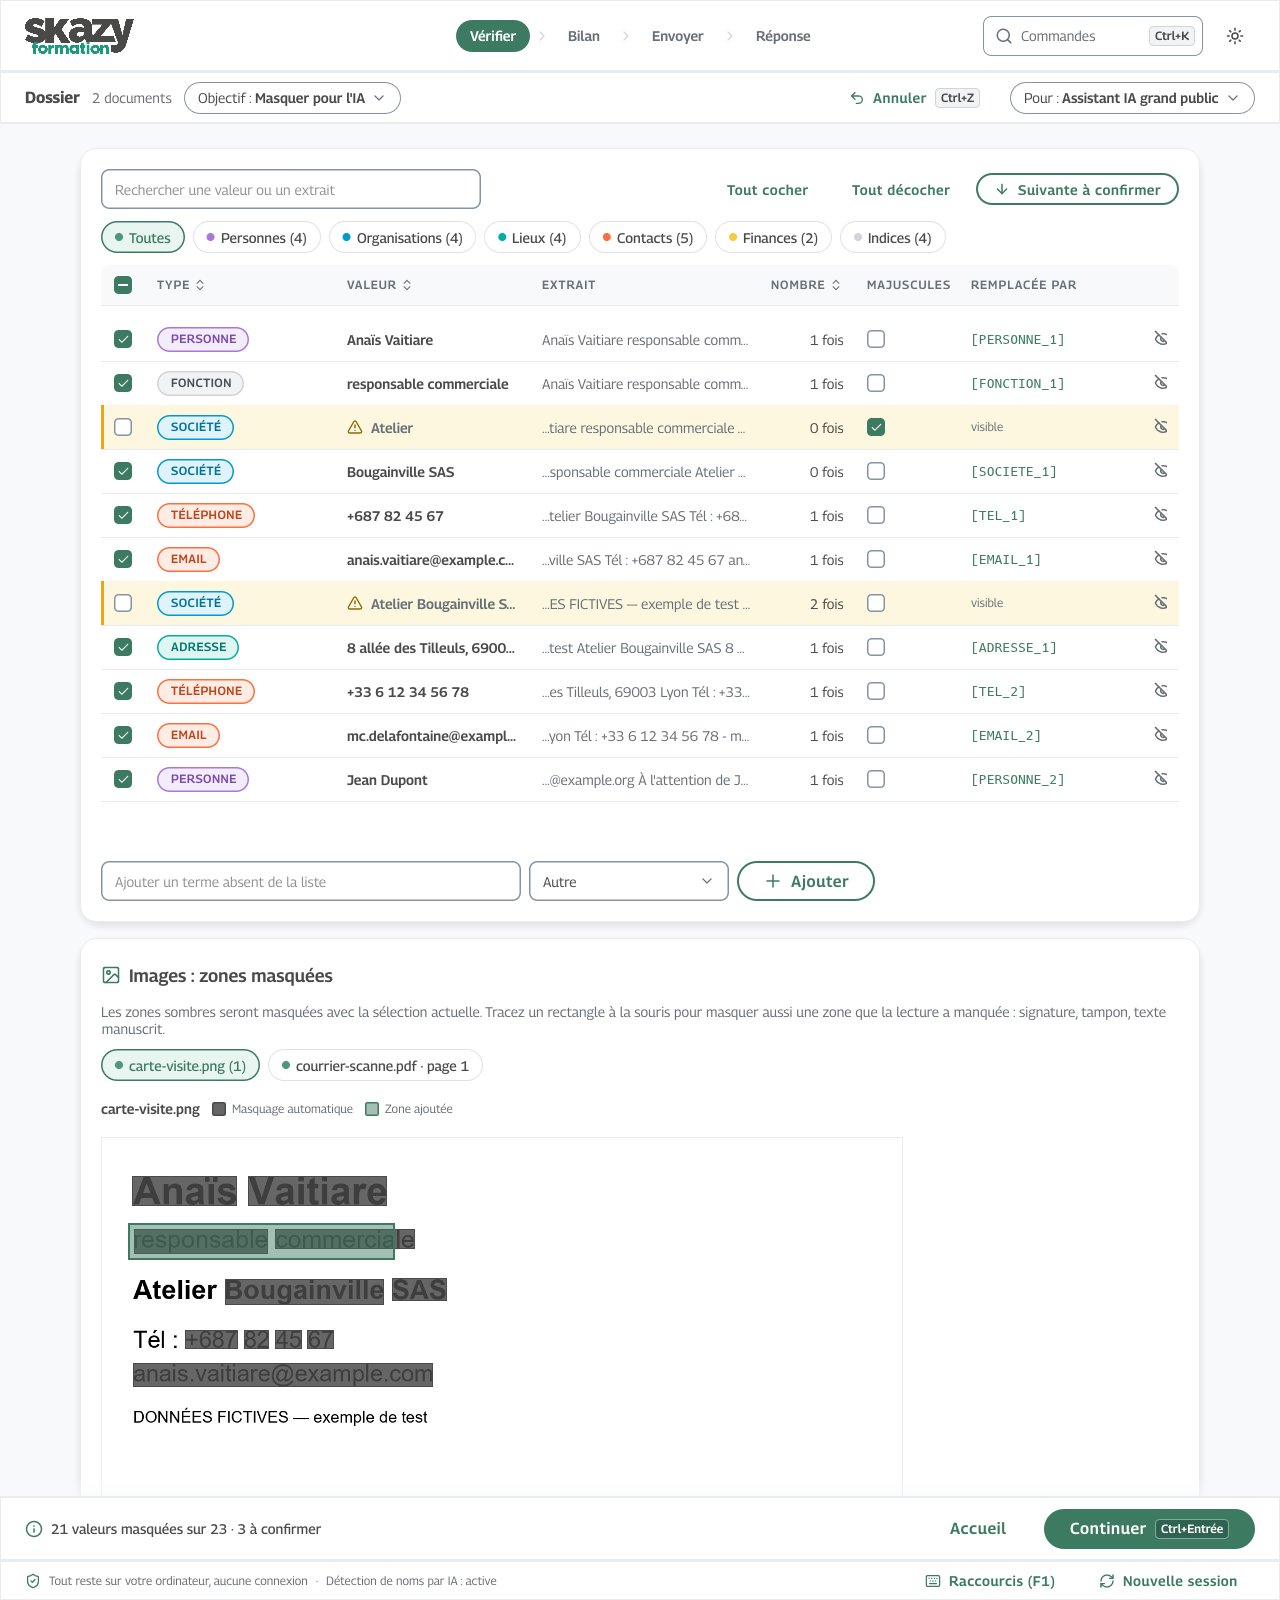 skazy
formation
Vérifier
Bilan
Envoyer
Réponse
Commandes
Ctrl+K
Dossier
2 documents
Objectif : Masquer pour l'IA
Annuler
Ctrl+Z
Pour : Assistant IA grand public
Rechercher une valeur ou un extrait
Tout cocher
Tout décocher
Suivante à confirmer
Toutes
Personnes (4)
Organisations (4)
Lieux (4)
Contacts (5)
Finances (2)
Indices (4)
TYPE VALEUR EXTRAIT NOMBRE MAJUSCULES REMPLACÉE PAR
PERSONNE Anaïs Vaitiare Anaïs Vaitiare responsable comm... 1 fois [PERSONNE_1]
FONCTION responsable commerciale Anaïs Vaitiare responsable comm... 1 fois [FONCTION_1]
SOCIÉTÉ Atelier ...tiare responsable commerciale ... 0 fois visible
SOCIÉTÉ Bougainville SAS ...sponsable commerciale Atelier ... 0 fois [SOCIETE_1]
TÉLÉPHONE +687 82 45 67 ...telier Bougainville SAS Tél : +68... 1 fois [TEL_1]
EMAIL anais.vaitiare@example.c... ...ville SAS Tél : +687 82 45 67 an... 1 fois [EMAIL_1]
SOCIÉTÉ Atelier Bougainville S... ...ES FICTIVES — exemple de test ... 2 fois visible
ADRESSE 8 allée des Tilleuls, 6900... ...test Atelier Bougainville SAS 8 ... 1 fois [ADRESSE_1]
TÉLÉPHONE +33 6 12 34 56 78 ...es Tilleuls, 69003 Lyon Tél : +33... 1 fois [TEL_2]
EMAIL mc.delafontaine@exampl... ...yon Tél : +33 6 12 34 56 78 - m... 1 fois [EMAIL_2]
PERSONNE Jean Dupont ...@example.org À l'attention de J... 1 fois [PERSONNE_2]
Ajouter un terme absent de la liste
Autre
Ajouter
Images : zones masquées
Les zones sombres seront masquées avec la sélection actuelle. Tracez un rectangle à la souris pour masquer aussi une zone que la lecture a manquée : signature, tampon, texte
manuscrit.
carte-visite.png (1)
courrier-scanne.pdf · page 1
carte-visite.png
Masquage automatique
Zone ajoutée
Anaïs Vaitiare
responsable commerciale
Atelier Bougainville SAS
Tél : +687 82 45 67
anais.vaitiare@example.com
DONNÉES FICTIVES — exemple de test
21 valeurs masquées sur 23 · 3 à confirmer
Accueil
Continuer
Ctrl+Entrée
Tout reste sur votre ordinateur, aucune connexion · Détection de noms par IA : active
Raccourcis (F1)
Nouvelle session